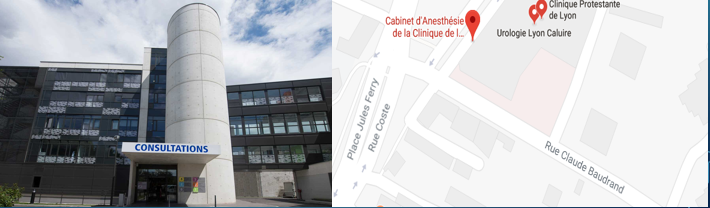 CONSULTATIONS
Cabinet d'Anesthésie
de la Clinique de l...
Clinique Protestante
de Lyon
Urologie Lyon Caluire
Place Jules Ferry
Rue Coste
Rue Claude Baudrand